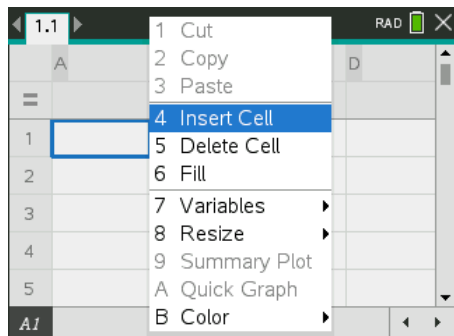 1.1
RAD
A
D
=
1
2
3
4
5
A1
1 Cut
2 Copy
3 Paste
4 Insert Cell
5 Delete Cell
6 Fill
7 Variables
8 Resize
9 Summary Plot
A Quick Graph
B Color